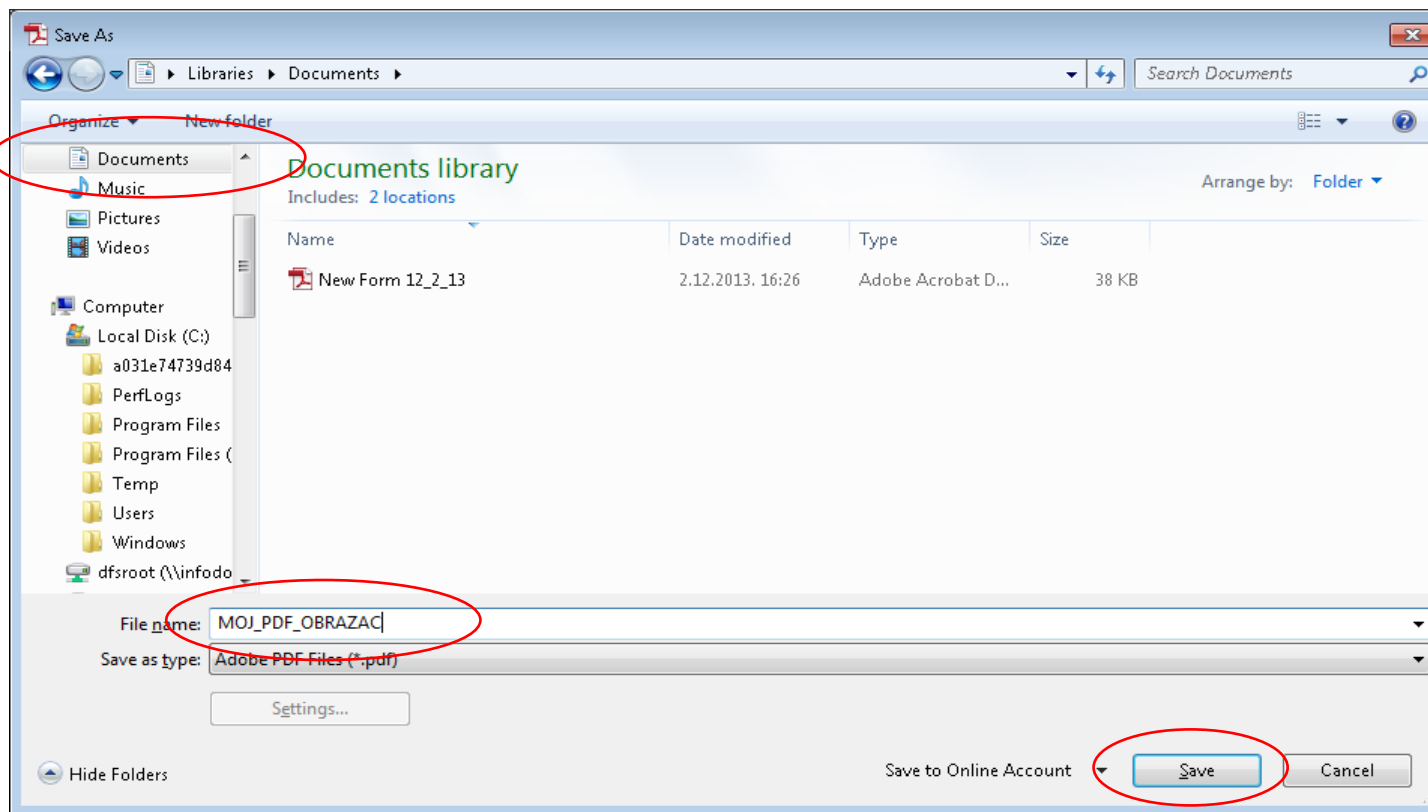 Save As
Libraries Documents Search Documents
Organize New folder
Documents
Music
Pictures
Videos
Computer
Local Disk (C:)
a031e74739d84
PerfLogs
Program Files
Program Files (
Temp
Users
Windows
dfsroot (\\infodo
Documents library
Includes: 2 locations
Arrange by: Folder
Name Date modified Type Size
New Form 12_2_13 2.12.2013. 16:26 Adobe Acrobat D... 38 KB
File name: MOJ_PDF_OBRAZAC
Save as type: Adobe PDF Files (*.pdf)
Settings...
Hide Folders Save to Online Account Save Cancel